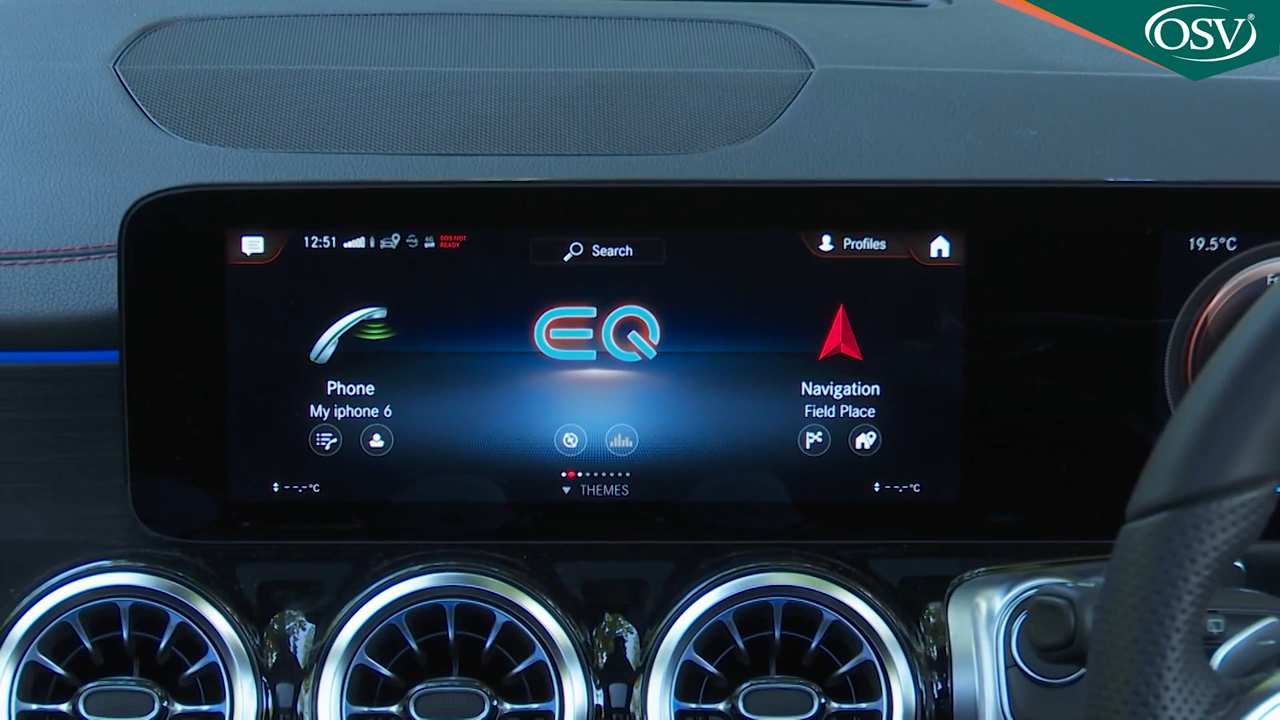 OSV®
12:51
SOS NOT
READY
Search
Profiles
19.5°C
EQ
Phone
My iphone 6
Navigation
Field Place
--.-°C
--.-°C
THEMES